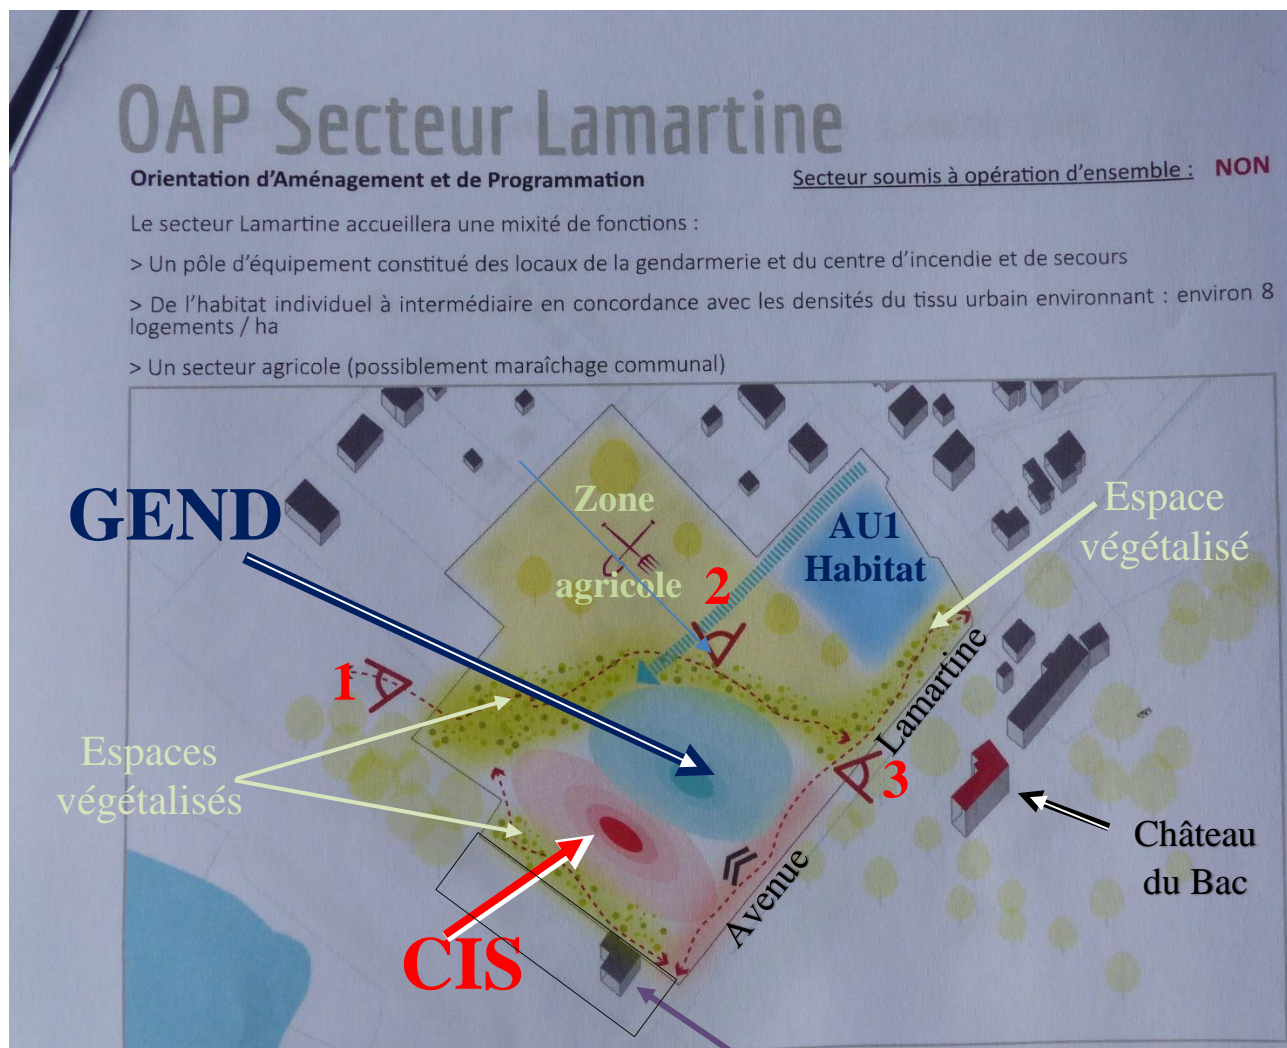 OAP Secteur Lamartine
Orientation d'Aménagement et de Programmation
Secteur soumis à opération d'ensemble : NON
Le secteur Lamartine accueillera une mixité de fonctions :
> Un pôle d'équipement constitué des locaux de la gendarmerie et du centre d'incendie et de secours
> De l'habitat individuel à intermédiaire en concordance avec les densités du tissu urbain environnant : environ 8
logements / ha
> Un secteur agricole (possiblement maraîchage communal)
GEND
Zone
agricole
AU1
Habitat
Espace
végétalisé
2
1
Espaces
végétalisés
3
Avenue Lamartine
Château
du Bac
CIS